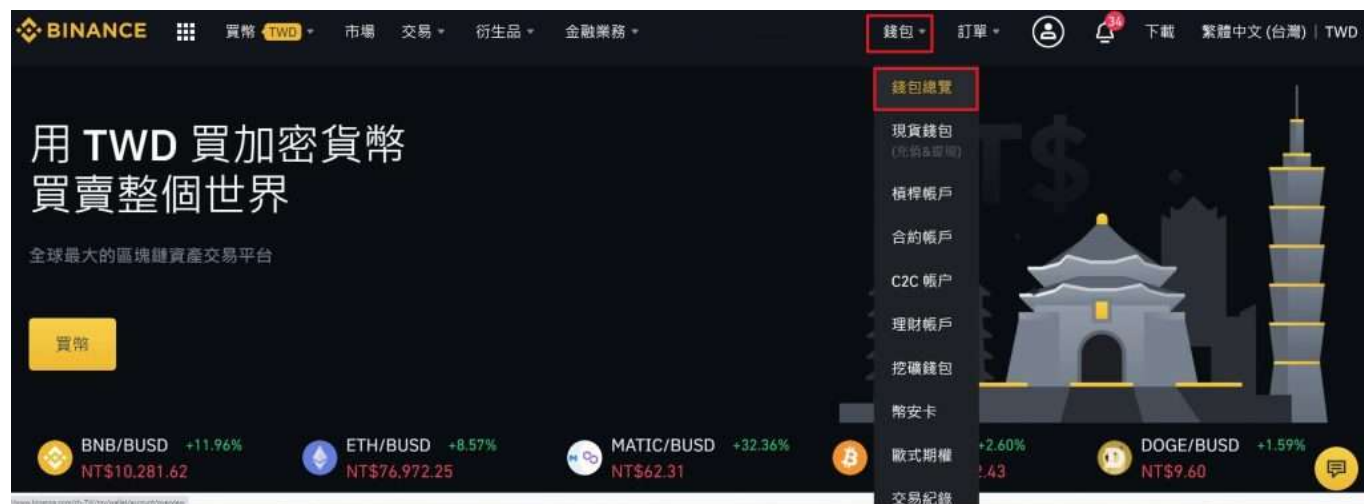 BINANCE 買幣 TWD 市場 交易 衍生品 金融業務 錢包 訂單 34 下載 繁體中文 (台灣) | TWD
用 TWD 買加密貨幣
買賣整個世界
全球最大的區塊鏈資產交易平台
買幣
錢包總覽
現貨錢包
(充值&提現)
槓桿帳戶
合約帳戶
C2C 帳户
理財帳戶
挖礦錢包
幣安卡
歐式期權
交易紀錄
BNB/BUSD +11.96%
NT$10,281.62
ETH/BUSD +8.57%
NT$76,972.25
MATIC/BUSD +32.36%
NT$62.31
+2.60%
2.43
DOGE/BUSD +1.59%
NT$9.60